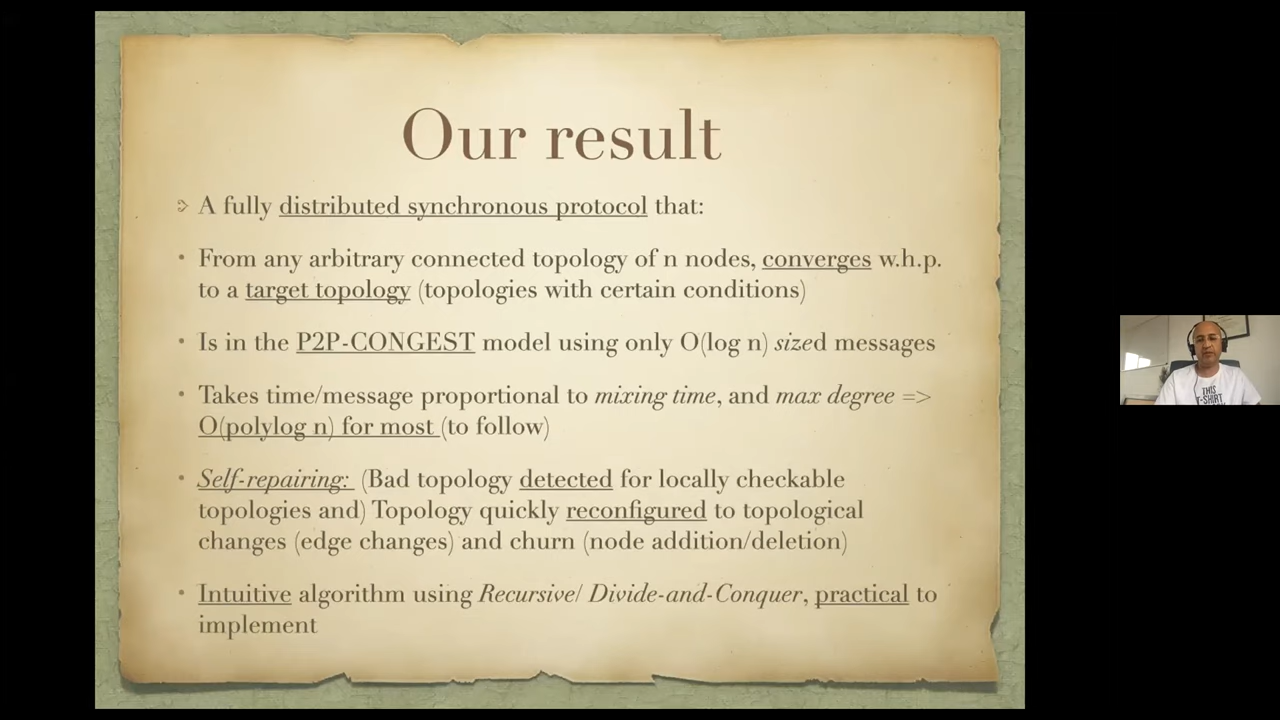 Our result
A fully distributed synchronous protocol that:
• From any arbitrary connected topology of n nodes, converges w.h.p.
to a target topology (topologies with certain conditions)
• Is in the P2P-CONGEST model using only O(log n) sized messages
• Takes time/message proportional to mixing time, and max degree =>
O(polylog n) for most (to follow)
• Self-repairing: (Bad topology detected for locally checkable
topologies and) Topology quickly reconfigured to topological
changes (edge changes) and churn (node addition/deletion)
• Intuitive algorithm using Recursive/ Divide-and-Conquer, practical to
implement
THIS
T-SHIRT